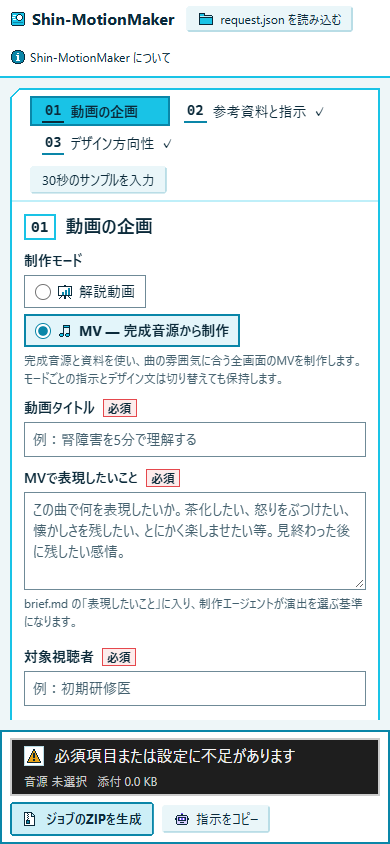 Shin-MotionMaker
request.json を読み込む
Shin-MotionMaker について
01 動画の企画
02 参考資料と指示 ✓
03 デザイン方向性 ✓
30秒のサンプルを入力
01 動画の企画
制作モード
解説動画
MV — 完成音源から制作
完成音源と資料を使い、曲の雰囲気に合う全画面のMVを制作します。
モードごとの指示とデザイン文は切り替えても保持します。
動画タイトル 必須
例：腎障害を5分で理解する
MVで表現したいこと 必須
この曲で何を表現したいか。茶化したい、怒りをぶつけたい、
懐かしさを残したい、とにかく楽しませたい等。見終わった後
に残したい感情。
brief.md の「表現したいこと」に入り、制作エージェントが演出を選ぶ基準
になります。
対象視聴者 必須
例：初期研修医
必須項目または設定に不足があります
音源 未選択 添付 0.0 KB
ジョブのZIPを生成
指示をコピー